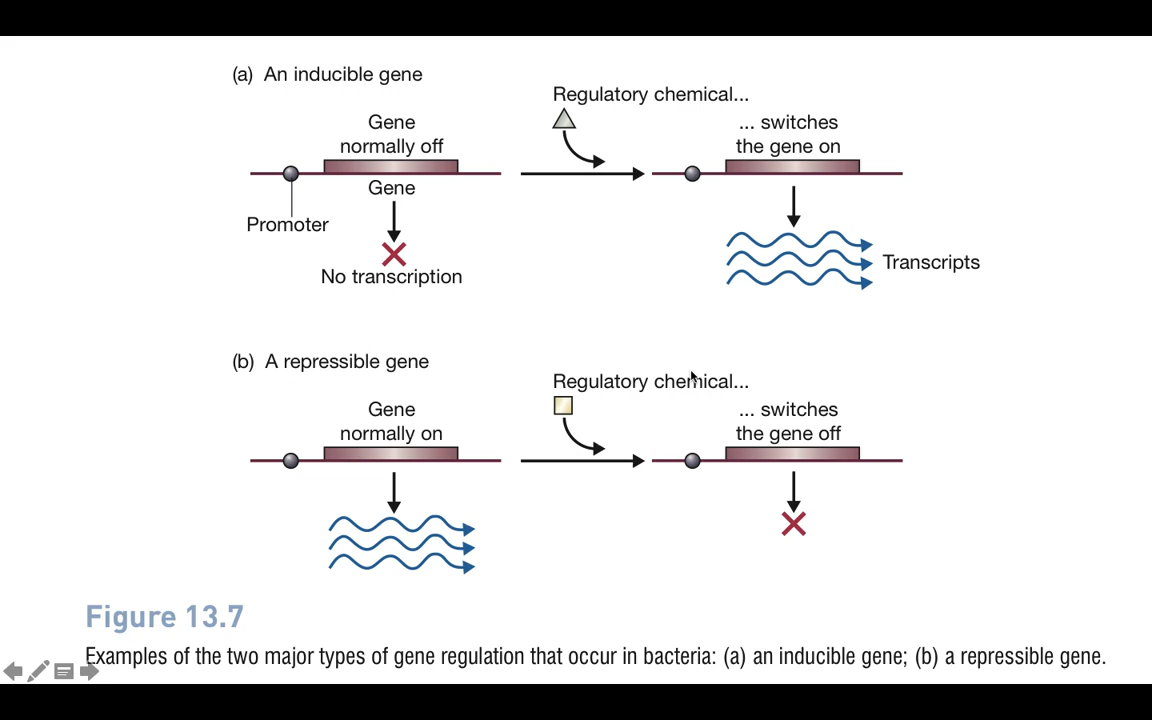 (a) An inducible gene
Regulatory chemical...
Gene
normally off
... switches
the gene on
Gene
Promoter
No transcription
Transcripts
(b) A repressible gene
Regulatory chemical...
Gene
normally on
... switches
the gene off
Figure 13.7
Examples of the two major types of gene regulation that occur in bacteria: (a) an inducible gene; (b) a repressible gene.